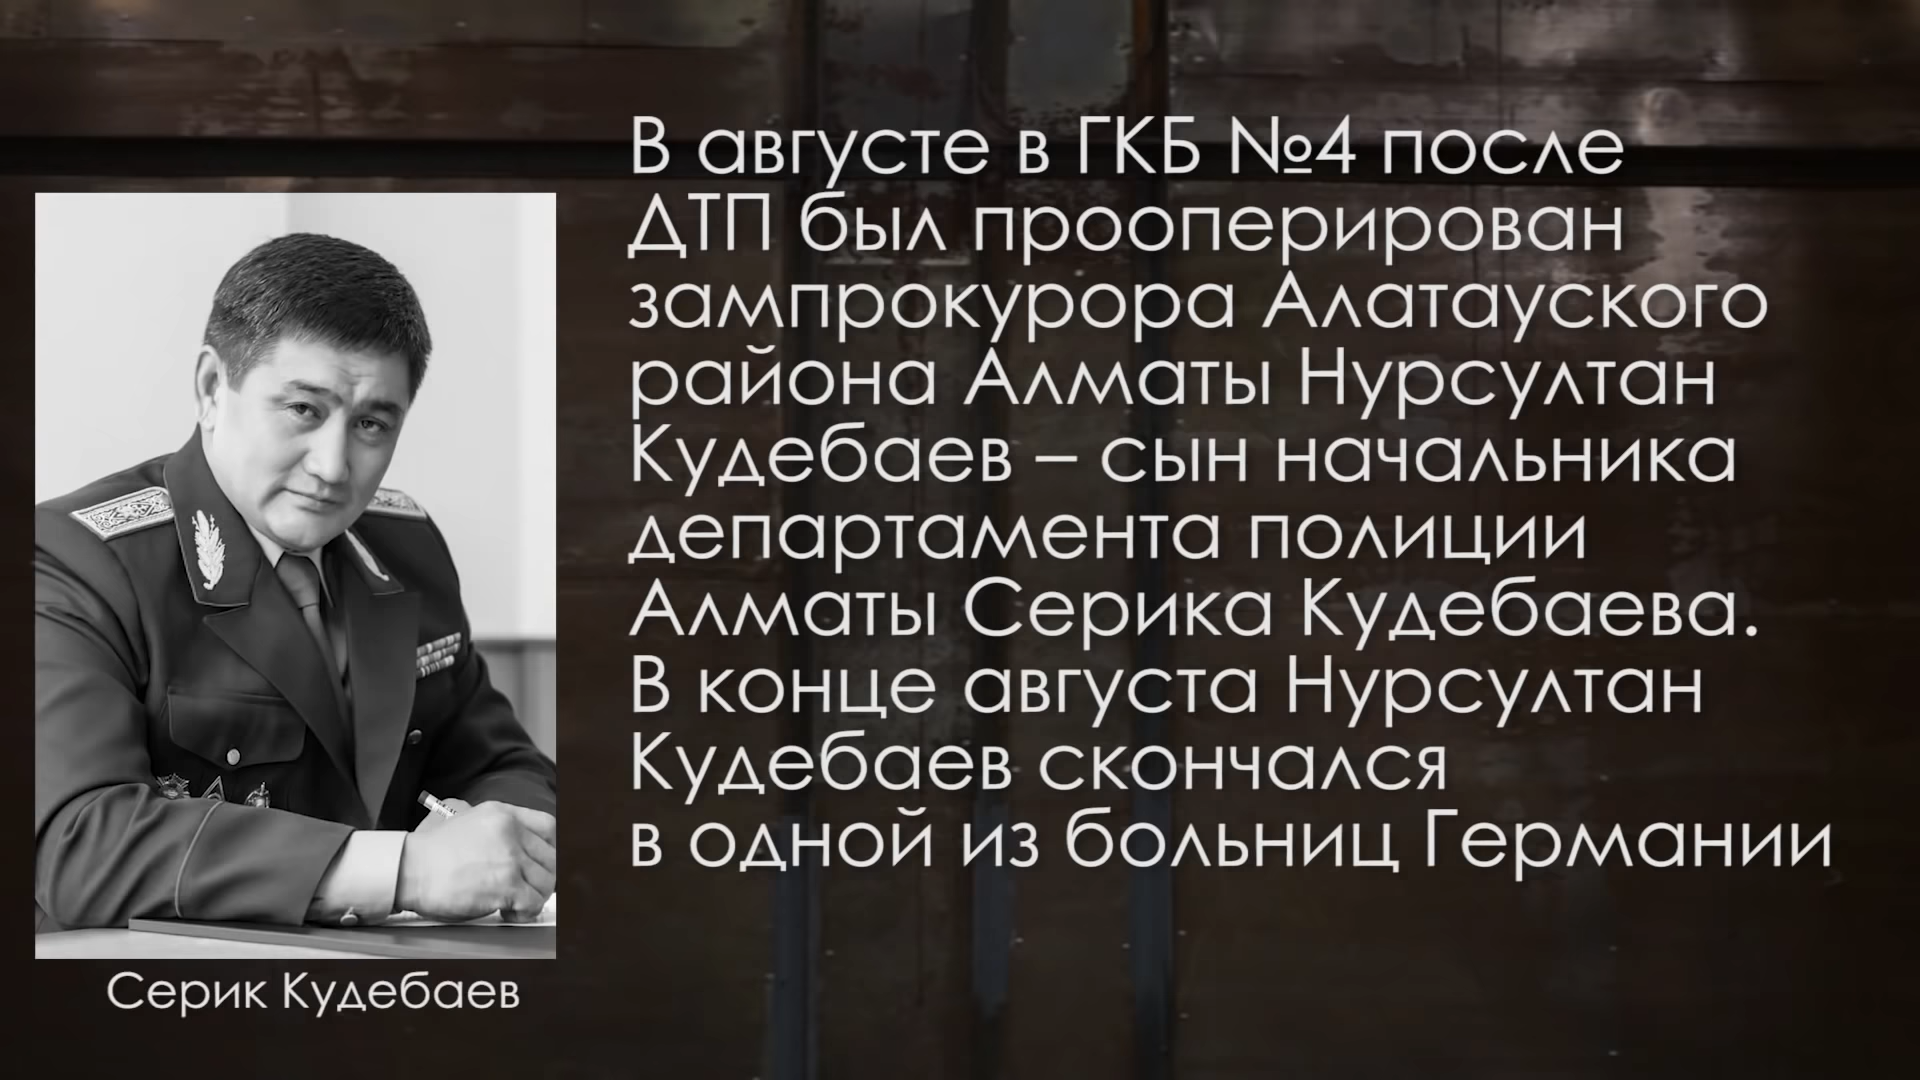 В августе в ГКБ №4 после
ДТП был прооперирован
зампрокурора Алатауского
района Алматы Нурсултан
Кудебаев – сын начальника
департамента полиции
Алматы Серика Кудебаева.
В конце августа Нурсултан
Кудебаев скончался
в одной из больниц Германии
Серик Кудебаев